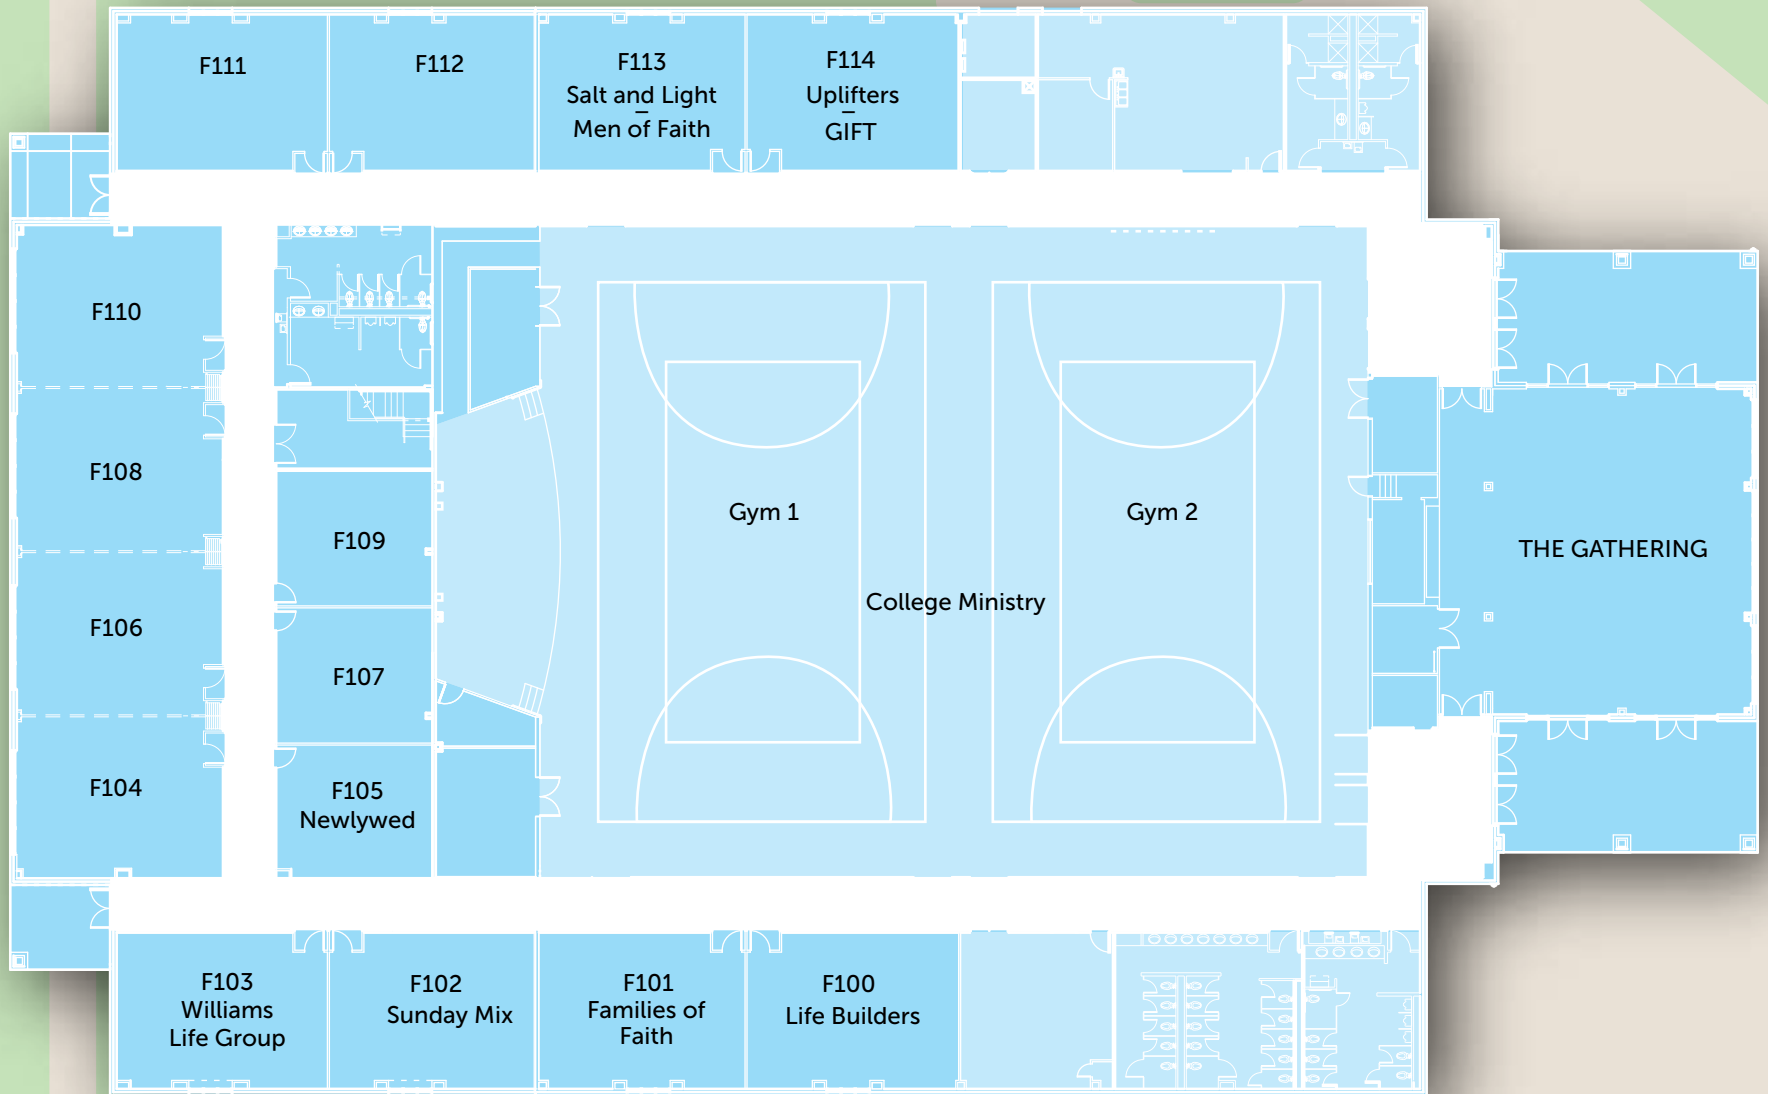 F111
F112
F113
Salt and Light
–
Men of Faith
F114
Uplifters
–
GIFT
F110
F108
F106
F104
F109
F107
F105
Newlywed
Gym 1
Gym 2
College Ministry
THE GATHERING
F103
Williams
Life Group
F102
Sunday Mix
F101
Families of
Faith
F100
Life Builders